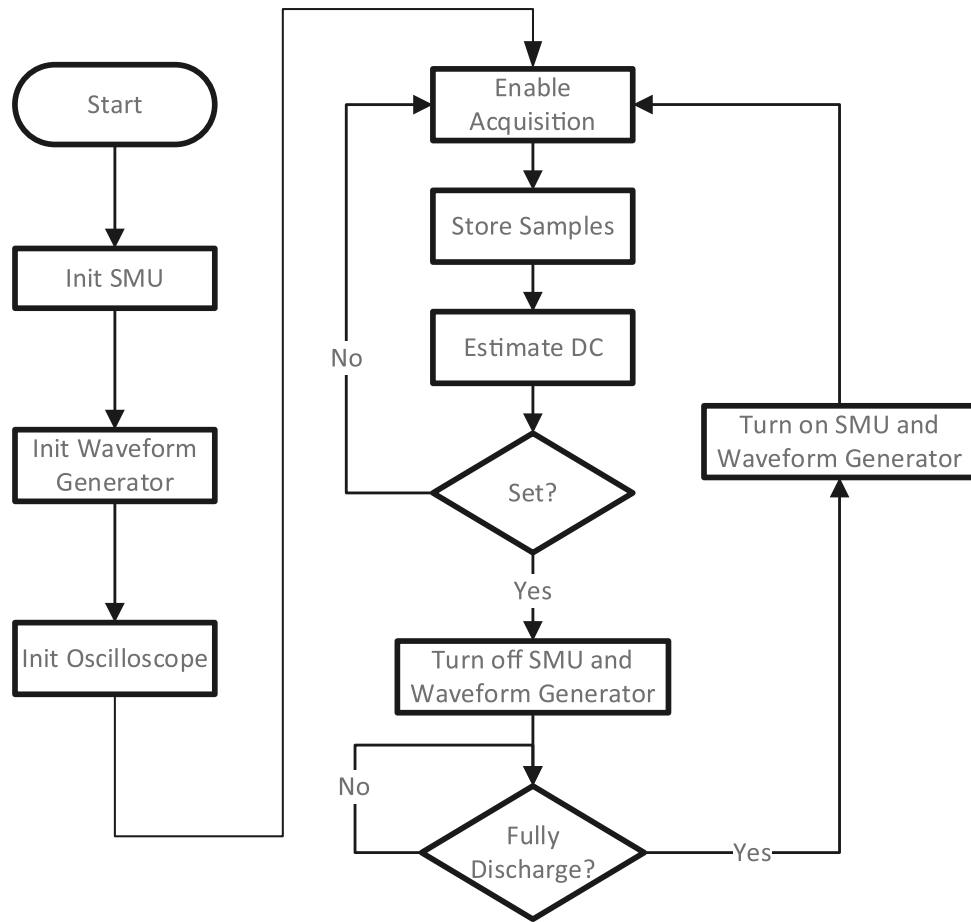 Start
Init SMU
Init Waveform
Generator
Init Oscilloscope
Enable
Acquisition
Store Samples
Estimate DC
No
Set?
Yes
Turn off SMU and
Waveform Generator
No
Fully
Discharge?
Yes
Turn on SMU and
Waveform Generator